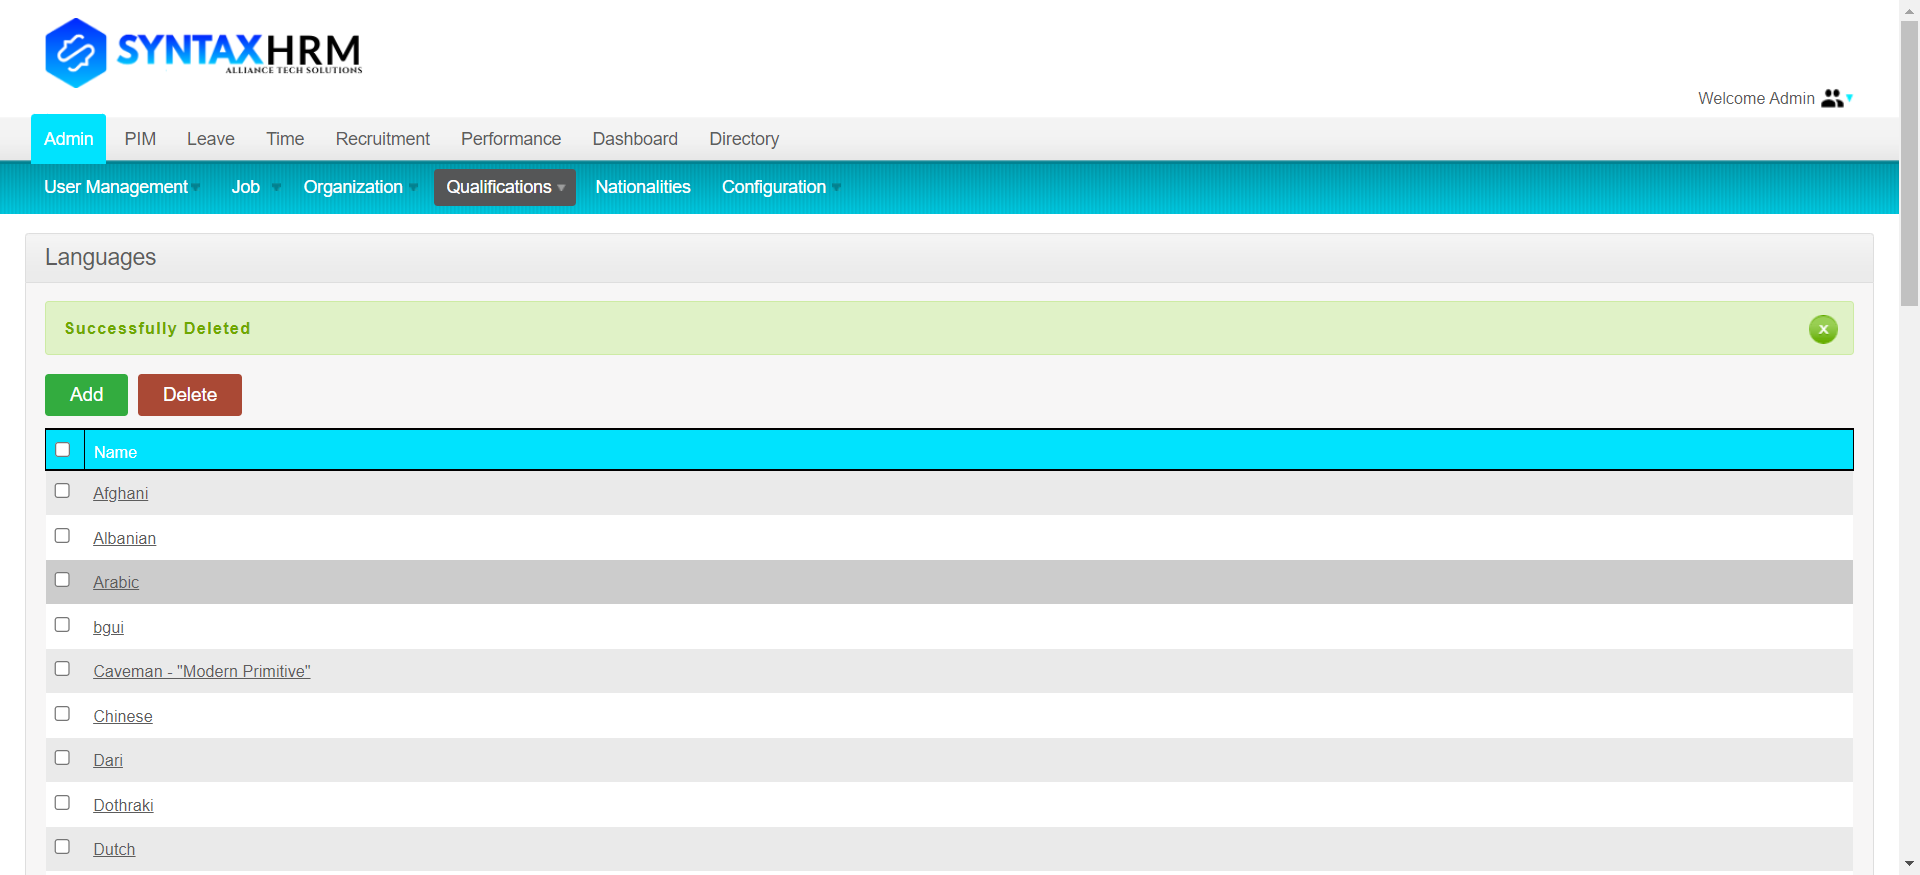 SYNTAXHRM
ALLIANCE TECH SOLUTIONS
Welcome Admin
Admin PIM Leave Time Recruitment Performance Dashboard Directory
User Management Job Organization Qualifications Nationalities Configuration
Languages
Successfully Deleted
x
Add Delete
Name
Afghani
Albanian
Arabic
bgui
Caveman - "Modern Primitive"
Chinese
Dari
Dothraki
Dutch